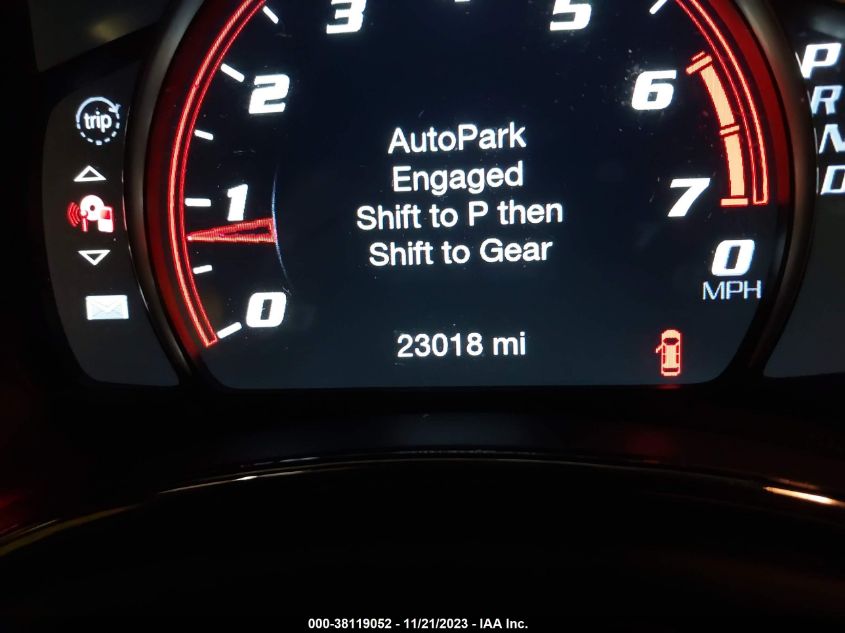 3
5
2
6
P
R
N
D
trip
1
7
0
0
MPH
AutoPark
Engaged
Shift to P then
Shift to Gear
23018 mi
000-38119052 - 11/21/2023 - IAA Inc.